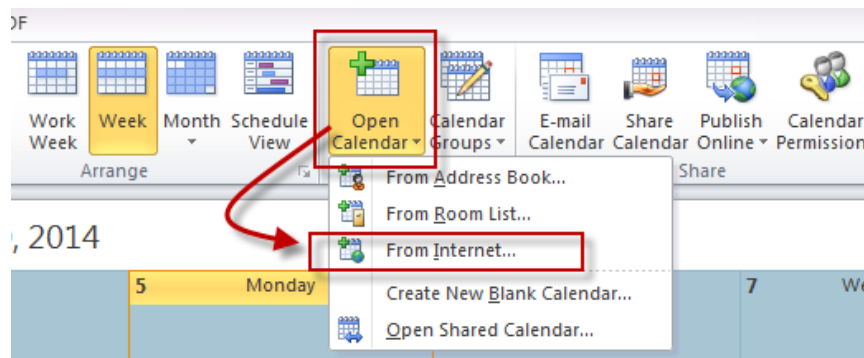 DF
Work Week
Week
Month
Schedule View
Open Calendar
Calendar Groups
E-mail Calendar
Share Calendar
Publish Online
Calendar Permission
Arrange
Share
From Address Book...
From Room List...
From Internet...
Create New Blank Calendar...
Open Shared Calendar...
, 2014
5 Monday
7 We